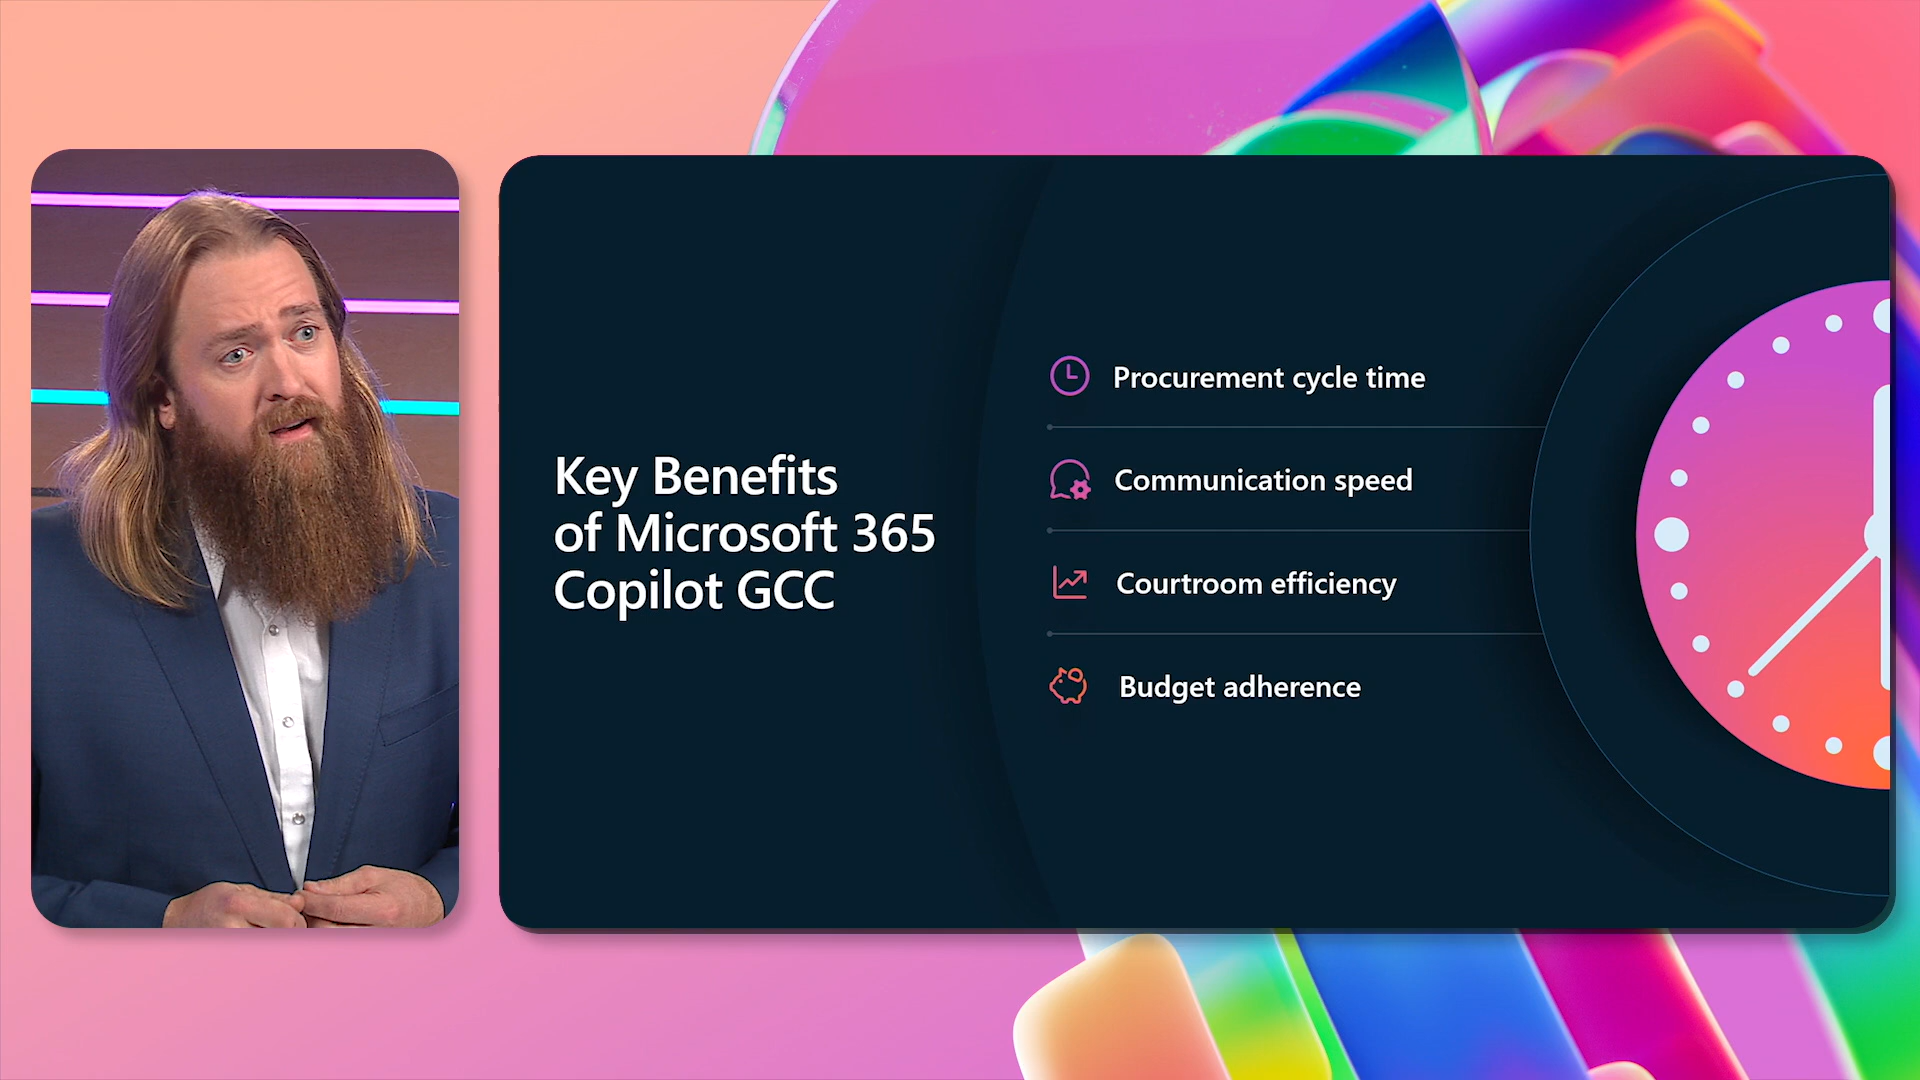 Key Benefits
of Microsoft 365
Copilot GCC
Procurement cycle time
Communication speed
Courtroom efficiency
Budget adherence